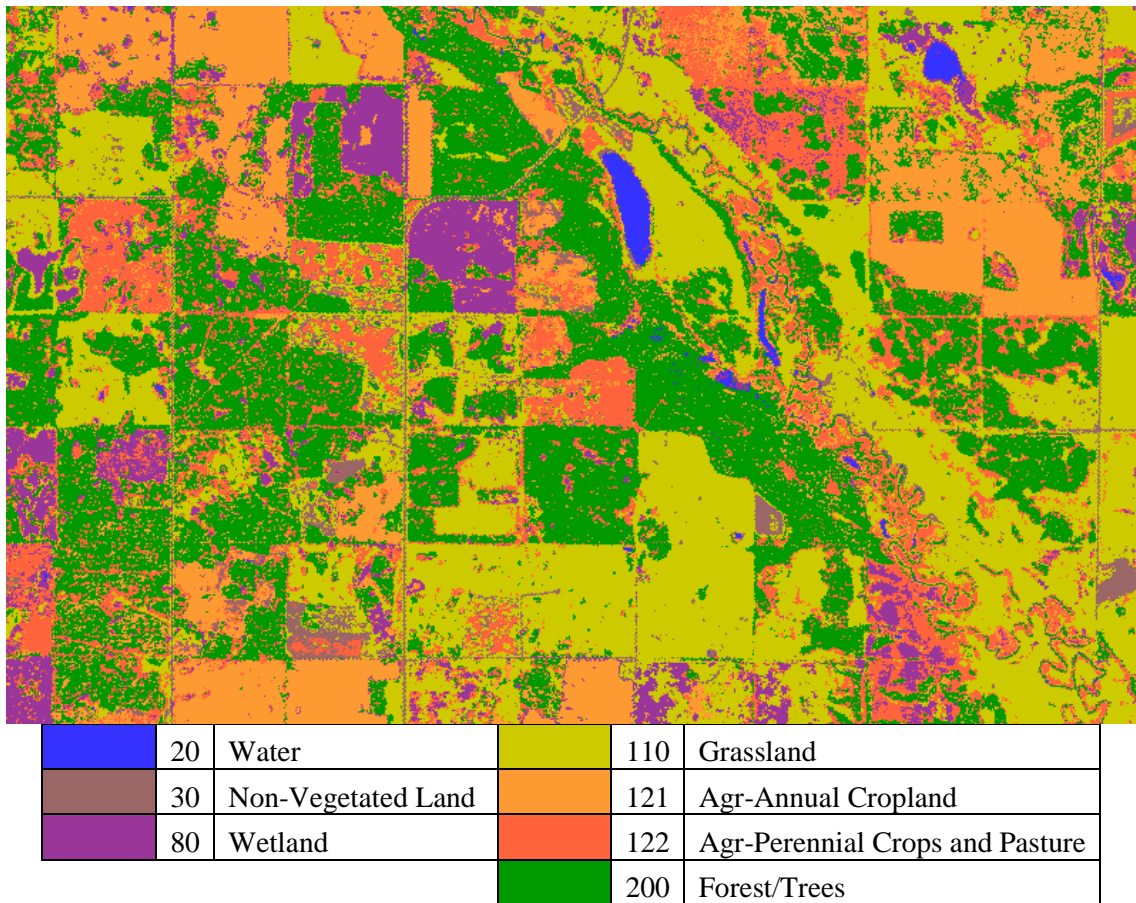 20 Water 110 Grassland
30 Non-Vegetated Land 121 Agr-Annual Cropland
80 Wetland 122 Agr-Perennial Crops and Pasture
200 Forest/Trees